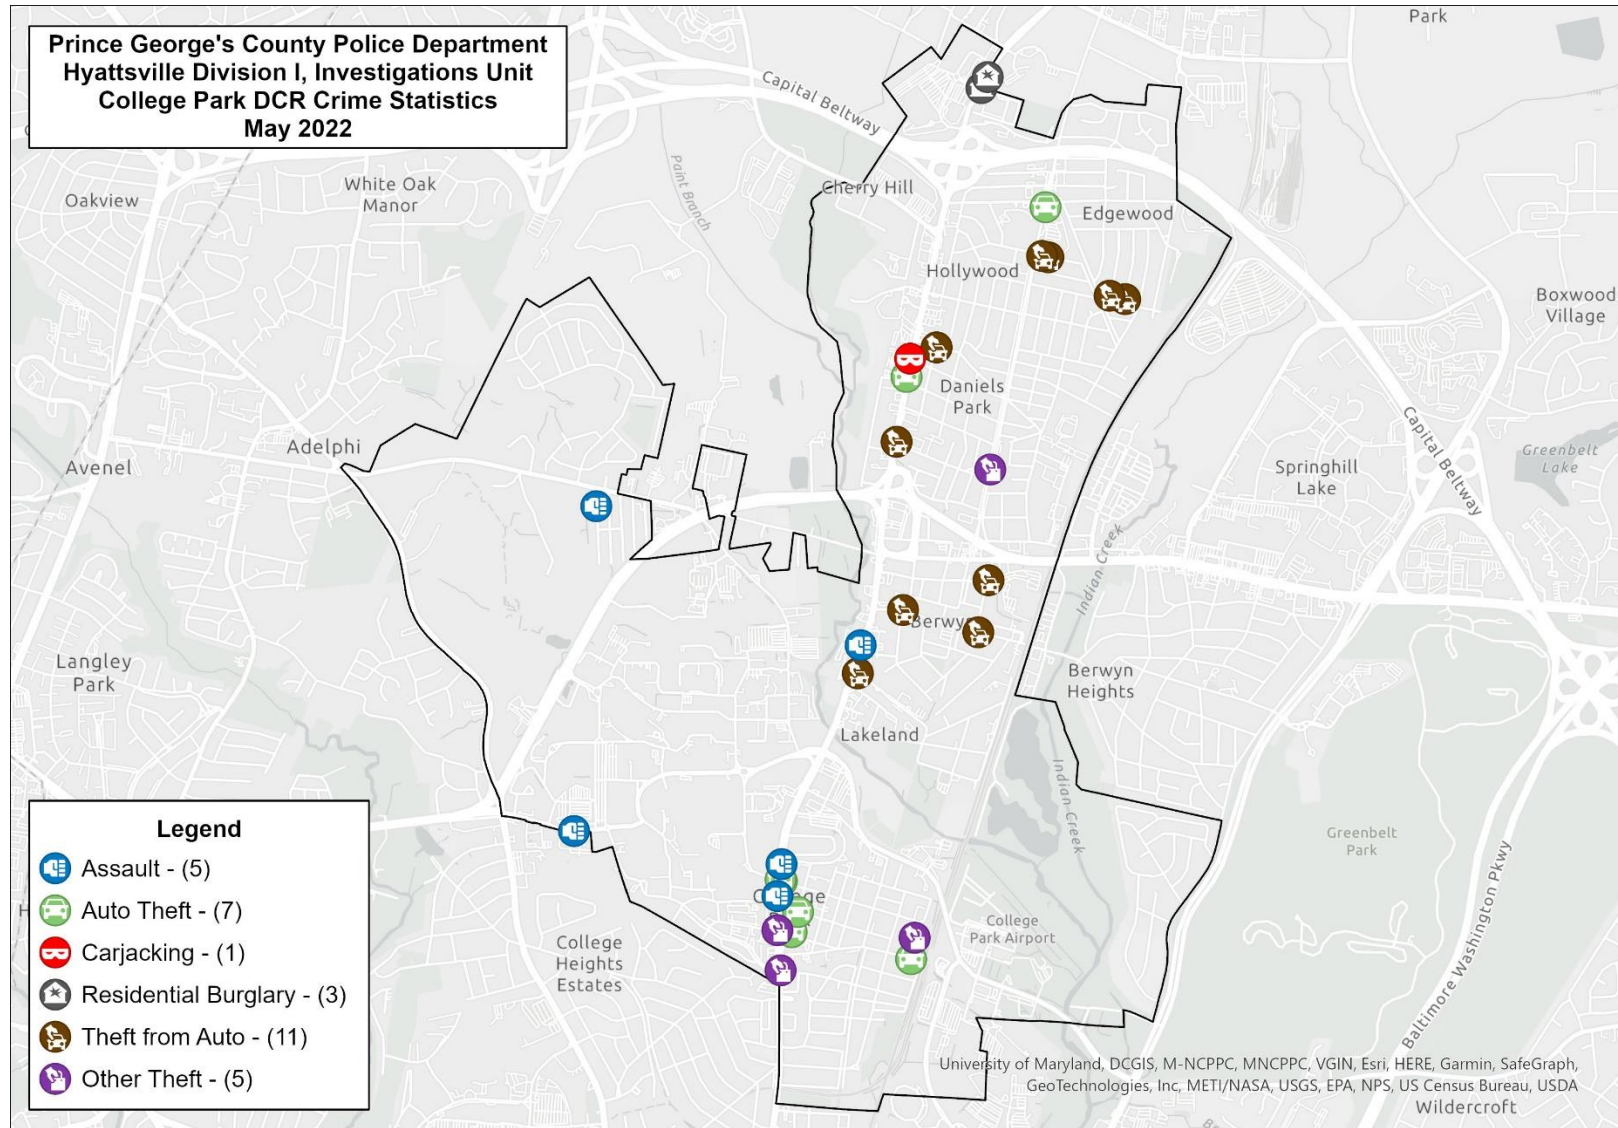 Prince George's County Police Department
Hyattsville Division I, Investigations Unit
College Park DCR Crime Statistics
May 2022
Park
Capital Beltway
Paint Branch
White Oak
Manor
Oakview
Cherry Hill
Edgewood
Hollywood
Boxwood
Village
Daniels
Park
Adelphi
Avenel
Capital Beltway
Springhill
Lake
Greenbelt
Lake
Indian Creek
Berwyn
Langley
Park
Berwyn
Heights
Lakeland
Indian Creek
Greenbelt
Park
Baltimore Washington Pkwy
College
College
Park Airport
College
Heights
Estates
Legend
Assault - (5)
Auto Theft - (7)
Carjacking - (1)
Residential Burglary - (3)
Theft from Auto - (11)
Other Theft - (5)
H
University of Maryland, DCGIS, M-NCPPC, MNCPPC, VGIN, Esri, HERE, Garmin, SafeGraph,
GeoTechnologies, Inc, METI/NASA, USGS, EPA, NPS, US Census Bureau, USDA
Wildercroft